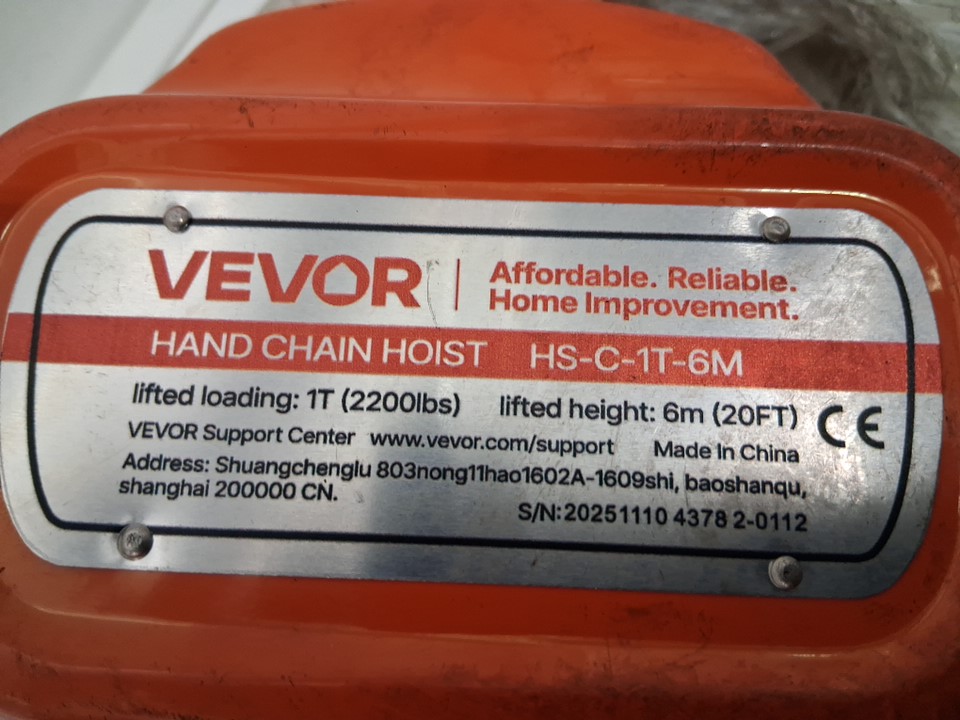 VEVOR
Affordable. Reliable.
Home Improvement.
HAND CHAIN HOIST HS-C-1T-6M
lifted loading: 1T (2200lbs) lifted height: 6m (20FT) CE
VEVOR Support Center www.vevor.com/support Made In China
Address: Shuangchenglu 803nong11hao1602A-1609shi, baoshanqu,
shanghai 200000 CN.
S/N:20251110 4378 2-0112